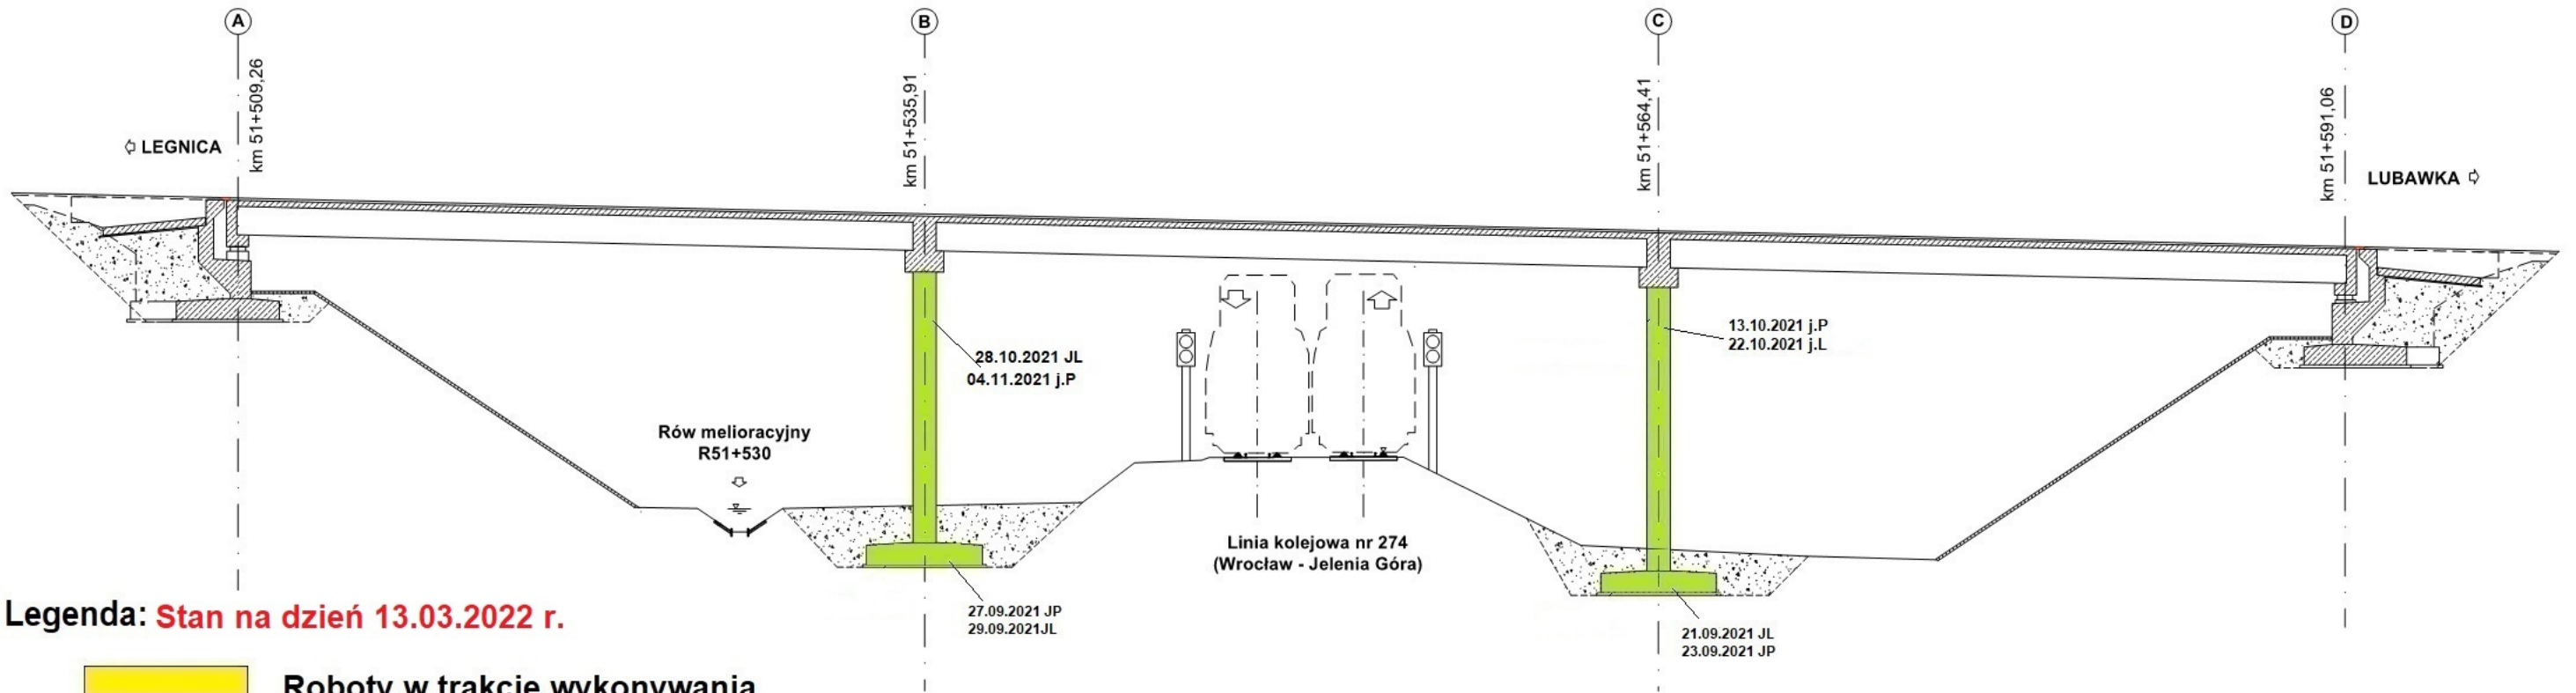 A
B
C
D
km 51+509,26
km 51+535,91
km 51+564,41
km 51+591,06
⇦ LEGNICA
LUBAWKA ⇨
28.10.2021 JL
04.11.2021 j.P
13.10.2021 j.P
22.10.2021 j.L
Rów melioracyjny
R51+530
Linia kolejowa nr 274
(Wrocław - Jelenia Góra)
27.09.2021 JP
29.09.2021JL
21.09.2021 JL
23.09.2021 JP
Legenda: Stan na dzień 13.03.2022 r.
Roboty w trakcie wykonywania